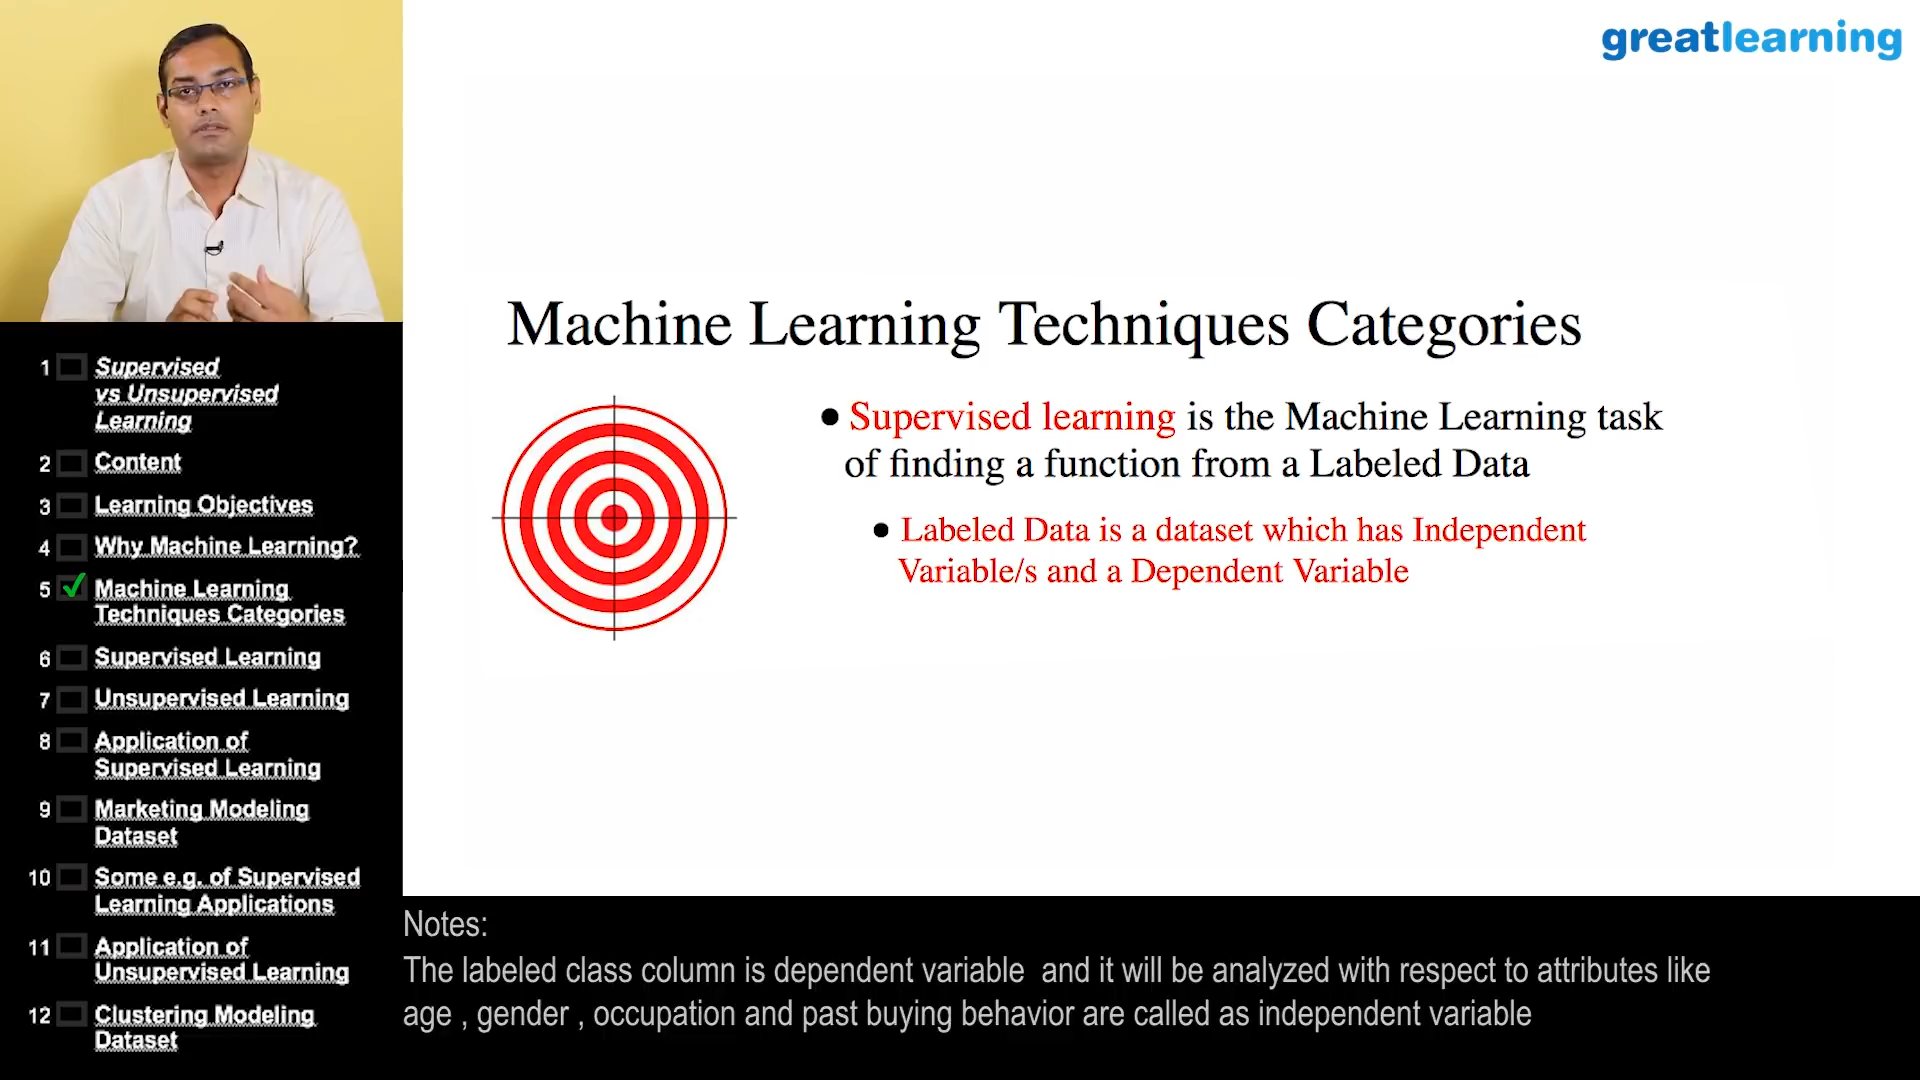 greatlearning
Machine Learning Techniques Categories
● Supervised learning is the Machine Learning task
of finding a function from a Labeled Data
● Labeled Data is a dataset which has Independent
Variable/s and a Dependent Variable
1 Supervised
vs Unsupervised
Learning
2 Content
3 Learning Objectives
4 Why Machine Learning?
5 ✓ Machine Learning
Techniques Categories
6 Supervised Learning
7 Unsupervised Learning
8 Application of
Supervised Learning
9 Marketing Modeling
Dataset
10 Some e.g. of Supervised
Learning Applications
11 Application of
Unsupervised Learning
12 Clustering Modeling
Dataset
Notes:
The labeled class column is dependent variable and it will be analyzed with respect to attributes like
age , gender , occupation and past buying behavior are called as independent variable